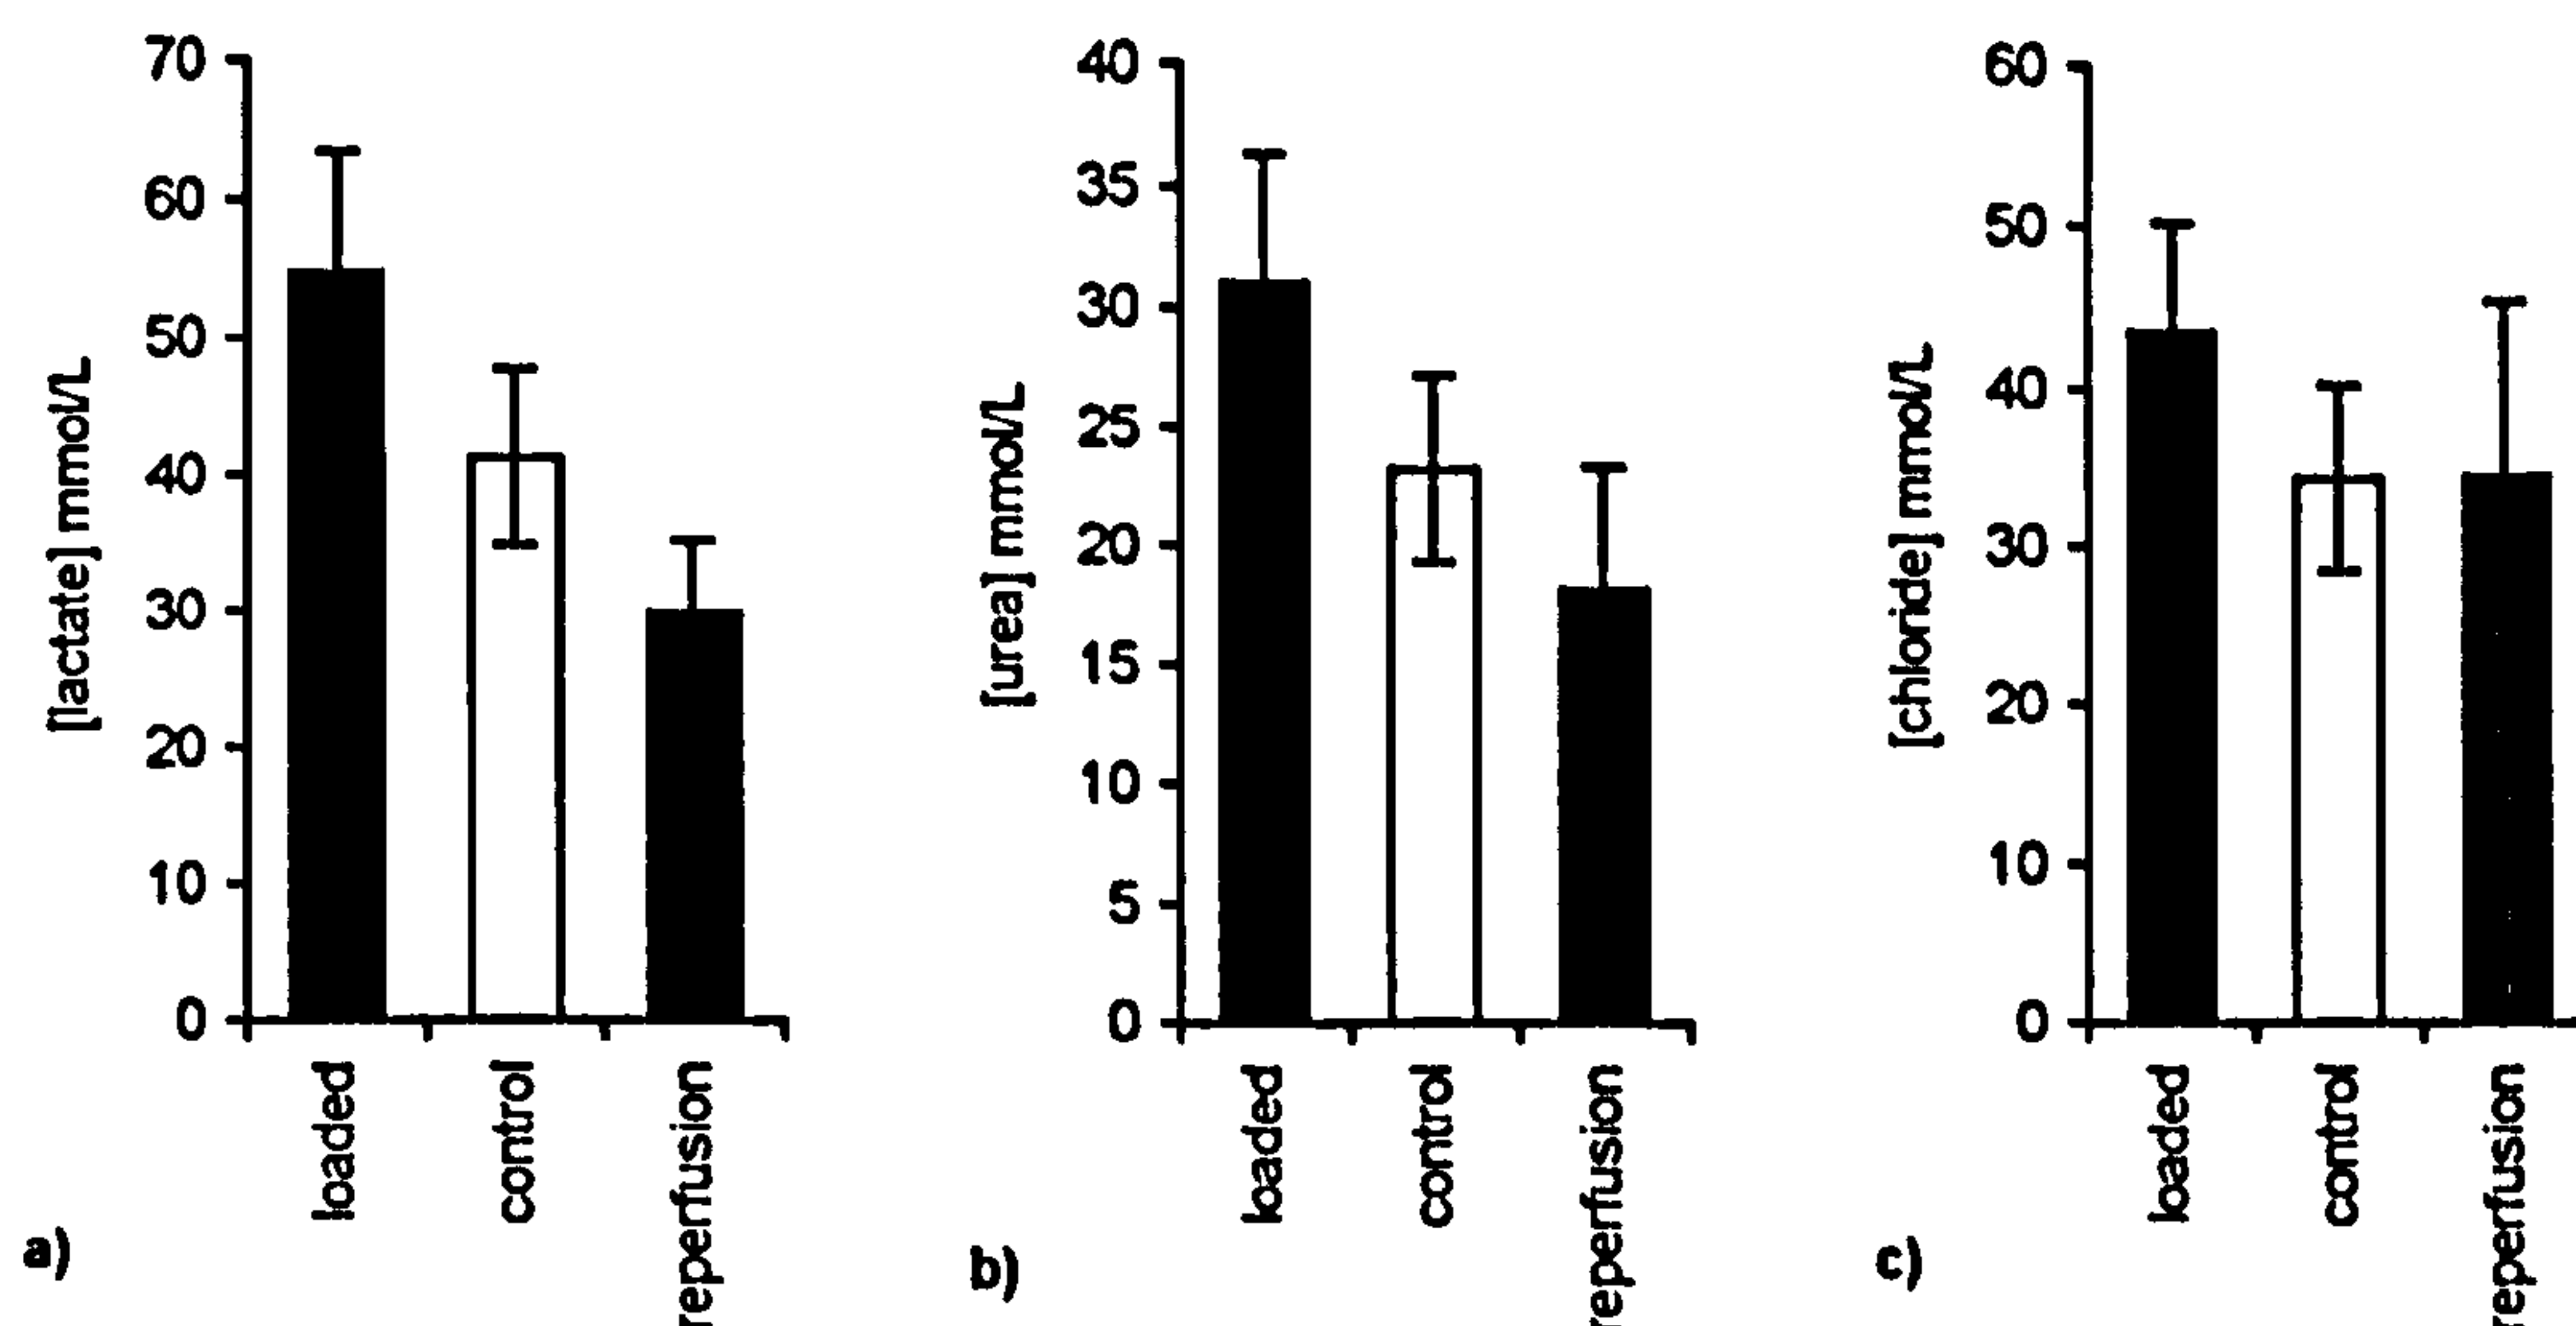 [lactate] mmol/L
70
60
50
40
30
20
10
0
loaded
control
reperfusion
a)
[urea] mmol/L
40
35
30
25
20
15
10
5
0
loaded
control
reperfusion
b)
[chloride] mmol/L
60
50
40
30
20
10
0
loaded
control
reperfusion
c)